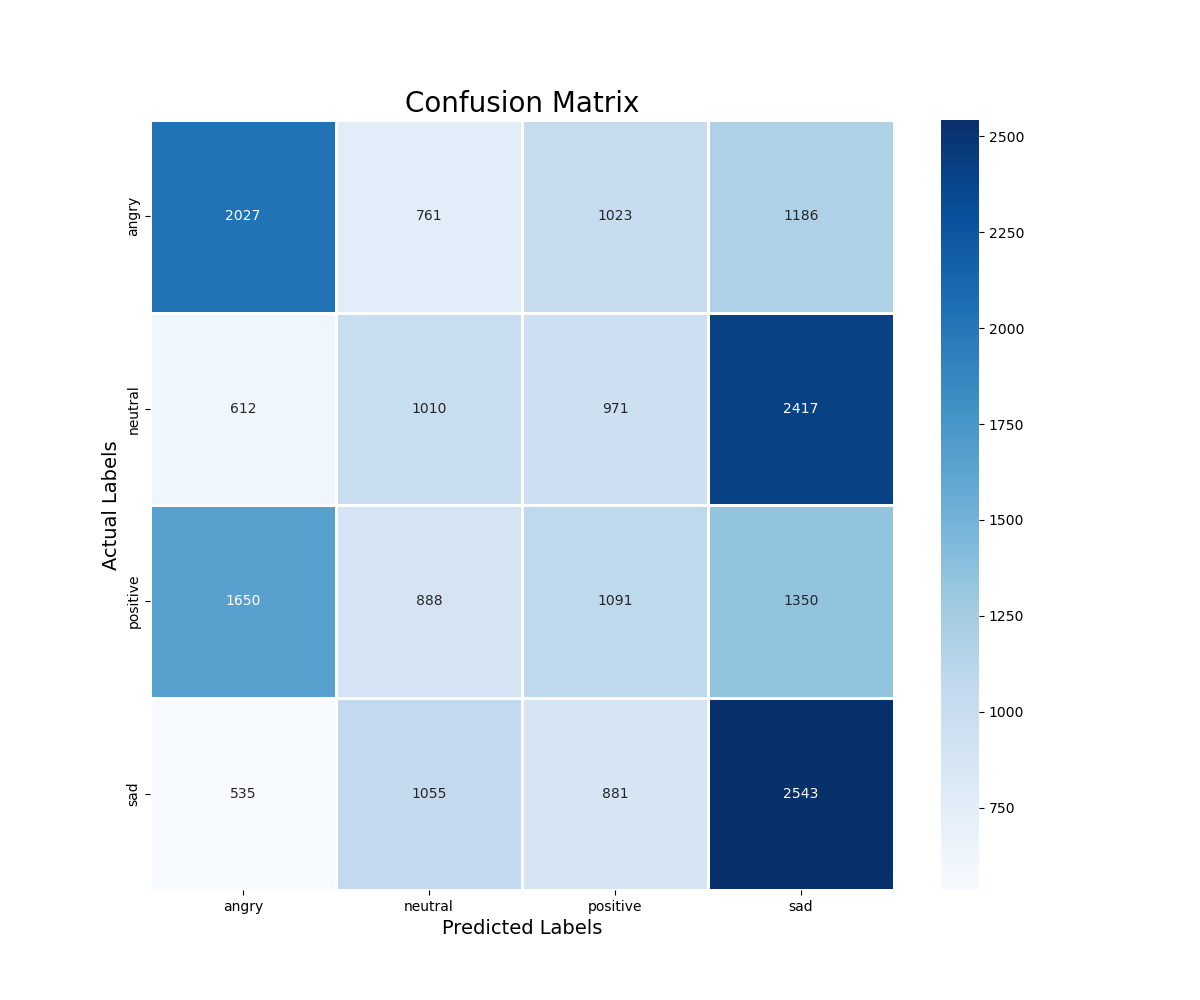 Confusion Matrix
angry
2027
761
1023
1186
neutral
612
1010
971
2417
positive
1650
888
1091
1350
sad
535
1055
881
2543
Actual Labels
angry
neutral
positive
sad
Predicted Labels
2500
2250
2000
1750
1500
1250
1000
750